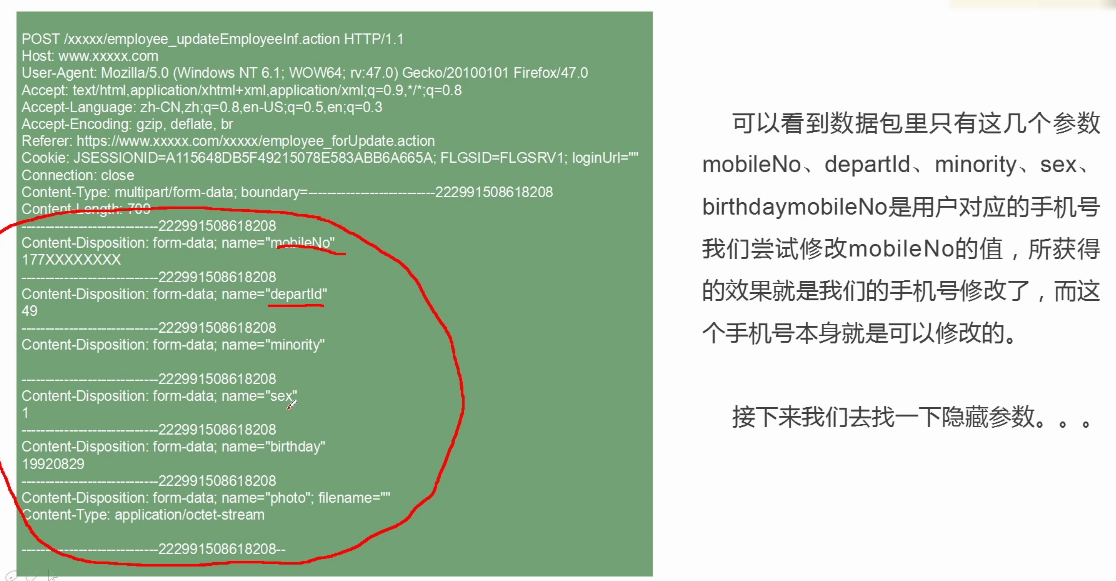 POST /xxxxx/employee_updateEmployeeInf.action HTTP/1.1
Host: www.xxxxx.com
User-Agent: Mozilla/5.0 (Windows NT 6.1; WOW64; rv:47.0) Gecko/20100101 Firefox/47.0
Accept: text/html,application/xhtml+xml,application/xml;q=0.9,*/*;q=0.8
Accept-Language: zh-CN,zh;q=0.8,en-US;q=0.5,en;q=0.3
Accept-Encoding: gzip, deflate, br
Referer: https://www.xxxxx.com/xxxxx/employee_forUpdate.action
Cookie: JSESSIONID=A115648DB5F49215078E583ABB6A665A; FLGSID=FLGSRV1; loginUrl=""
Connection: close
Content-Type: multipart/form-data; boundary=---------------------------222991508618208
Content-Length: 709
-----------------------------222991508618208
Content-Disposition: form-data; name="mobileNo"
177XXXXXXXX
-----------------------------222991508618208
Content-Disposition: form-data; name="departId"
49
-----------------------------222991508618208
Content-Disposition: form-data; name="minority"
-----------------------------222991508618208
Content-Disposition: form-data; name="sex"
1
-----------------------------222991508618208
Content-Disposition: form-data; name="birthday"
19920829
-----------------------------222991508618208
Content-Disposition: form-data; name="photo"; filename=""
Content-Type: application/octet-stream
-----------------------------222991508618208--
可以看到数据包里只有这几个参数
mobileNo、departId、minority、sex、
birthdaymobileNo是用户对应的手机号
我们尝试修改mobileNo的值，所获得
的效果就是我们的手机号修改了，而这
个手机号本身就是可以修改的。
接下来我们去找一下隐藏参数。。。